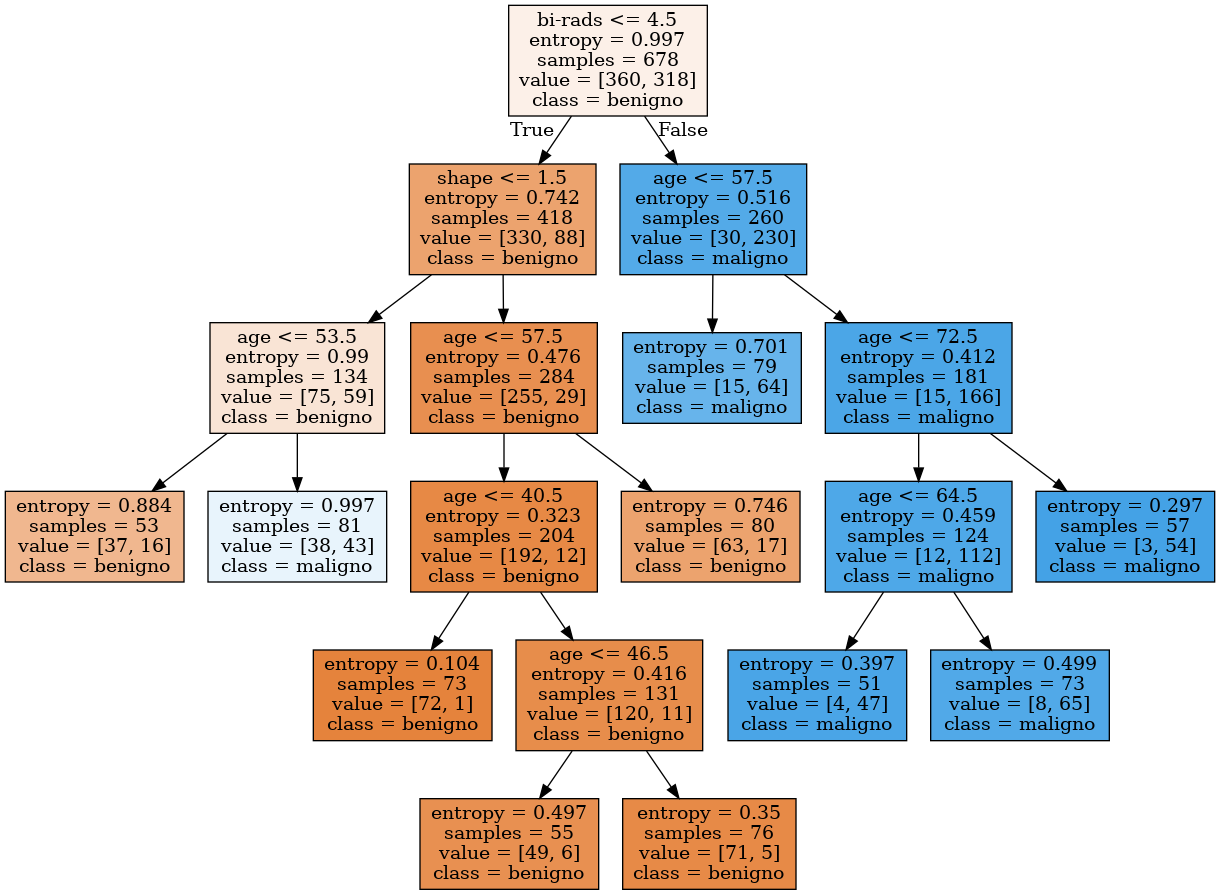 bi-rads <= 4.5
entropy = 0.997
samples = 678
value = [360, 318]
class = benigno
True
False
shape <= 1.5
entropy = 0.742
samples = 418
value = [330, 88]
class = benigno
age <= 57.5
entropy = 0.516
samples = 260
value = [30, 230]
class = maligno
age <= 53.5
entropy = 0.99
samples = 134
value = [75, 59]
class = benigno
age <= 57.5
entropy = 0.476
samples = 284
value = [255, 29]
class = benigno
entropy = 0.701
samples = 79
value = [15, 64]
class = maligno
age <= 72.5
entropy = 0.412
samples = 181
value = [15, 166]
class = maligno
entropy = 0.884
samples = 53
value = [37, 16]
class = benigno
entropy = 0.997
samples = 81
value = [38, 43]
class = maligno
age <= 40.5
entropy = 0.323
samples = 204
value = [192, 12]
class = benigno
entropy = 0.746
samples = 80
value = [63, 17]
class = benigno
age <= 64.5
entropy = 0.459
samples = 124
value = [12, 112]
class = maligno
entropy = 0.297
samples = 57
value = [3, 54]
class = maligno
entropy = 0.104
samples = 73
value = [72, 1]
class = benigno
age <= 46.5
entropy = 0.416
samples = 131
value = [120, 11]
class = benigno
entropy = 0.397
samples = 51
value = [4, 47]
class = maligno
entropy = 0.499
samples = 73
value = [8, 65]
class = maligno
entropy = 0.497
samples = 55
value = [49, 6]
class = benigno
entropy = 0.35
samples = 76
value = [71, 5]
class = benigno